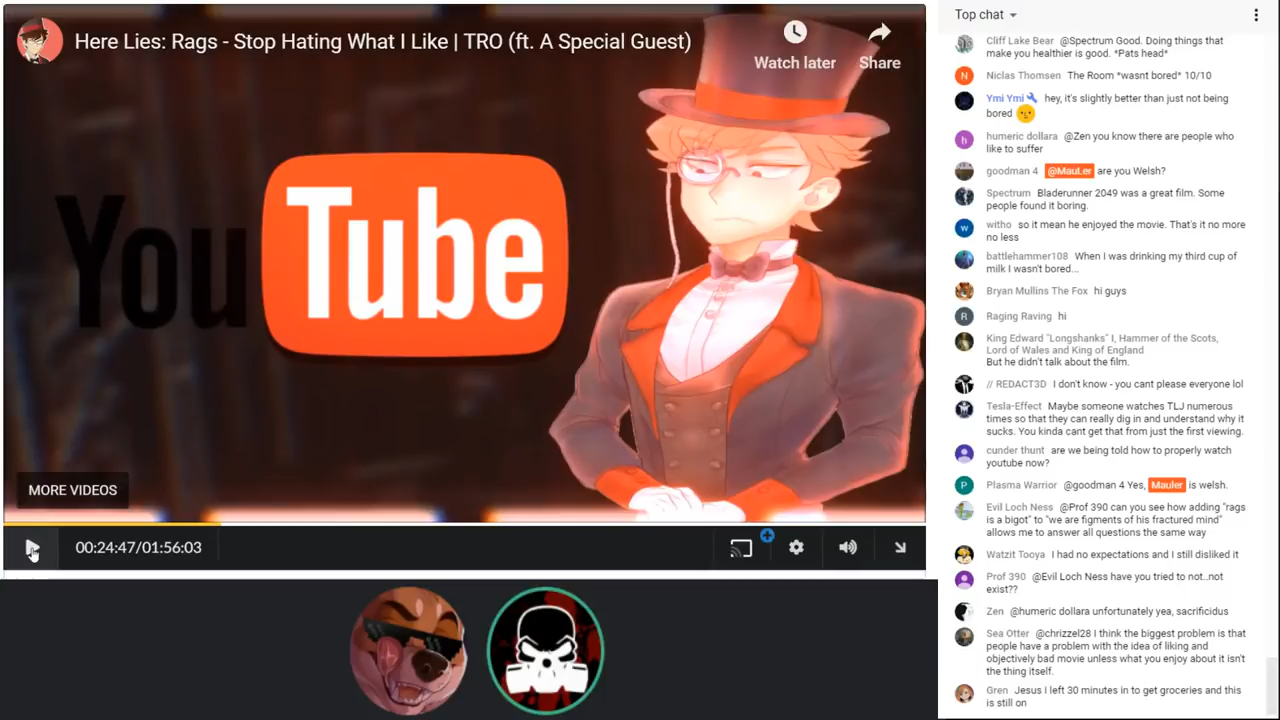 Here Lies: Rags - Stop Hating What I Like | TRO (ft. A Special Guest)
Watch later
Share
YouTube
MORE VIDEOS
00:24:47/01:56:03
Top chat
Cliff Lake Bear @Spectrum Good. Doing things that
make you healthier is good. *Pats head*
N
Niclas Thomsen The Room *wasnt bored* 10/10
Ymi Ymi hey, it's slightly better than just not being
bored
h
humeric dollara @Zen you know there are people who
like to suffer
goodman 4 @MauLer are you Welsh?
Spectrum Bladerunner 2049 was a great film. Some
people found it boring.
w
witho so it mean he enjoyed the movie. That's it no more
no less
battlehammer108 When I was drinking my third cup of
milk I wasn't bored...
Bryan Mullins The Fox hi guys
R
Raging Raving hi
King Edward "Longshanks" I, Hammer of the Scots,
Lord of Wales and King of England
But he didn't talk about the film.
// REDACT3D I don't know - you cant please everyone lol
Tesla-Effect Maybe someone watches TLJ numerous
times so that they can really dig in and understand why it
sucks. You kinda cant get that from just the first viewing.
cunder thunt are we being told how to properly watch
youtube now?
P
Plasma Warrior @goodman 4 Yes, Mauler is welsh.
Evil Loch Ness @Prof 390 can you see how adding "rags
is a bigot" to "we are figments of his fractured mind"
allows me to answer all questions the same way
Watzit Tooya I had no expectations and I still disliked it
Prof 390 @Evil Loch Ness have you tried to not..not
exist??
Zen @humeric dollara unfortunately yea, sacrificidus
Sea Otter @chrizzel28 I think the biggest problem is that
people have a problem with the idea of liking and
objectively bad movie unless what you enjoy about it isn't
the thing itself.
Gren Jesus I left 30 minutes in to get groceries and this
is still on